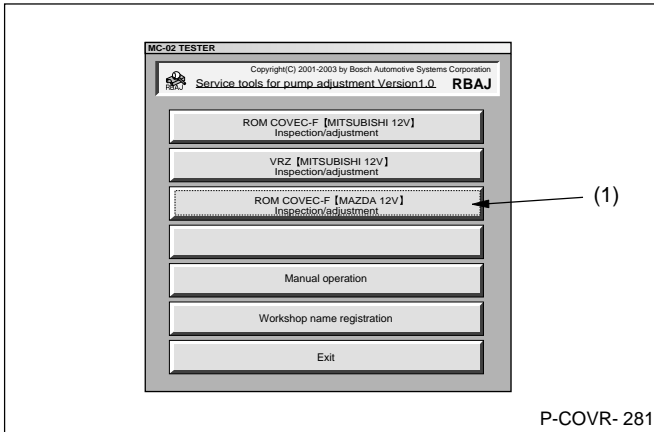 MC-02 TESTER
Copyright(C) 2001-2003 by Bosch Automotive Systems Corporation
RBAJ
Service tools for pump adjustment Version1.0 RBAJ
ROM COVEC-F【MITSUBISHI 12V】
Inspection/adjustment
VRZ【MITSUBISHI 12V】
Inspection/adjustment
ROM COVEC-F【MAZDA 12V】
Inspection/adjustment
(1)
Manual operation
Workshop name registration
Exit
P-COVR- 281